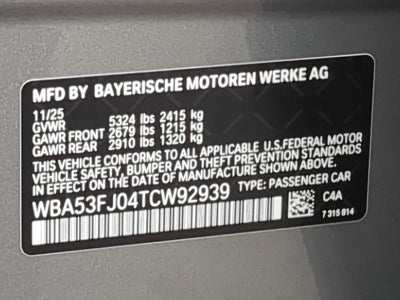 MFD BY BAYERISCHE MOTOREN WERKE AG
11/25
GVWR 5324 lbs 2415 kg
GAWR FRONT 2679 lbs 1215 kg
GAWR REAR 2910 lbs 1320 kg
THIS VEHICLE CONFORMS TO ALL APPLICABLE U.S.FEDERAL MOTOR
VEHICLE SAFETY, BUMPER AND THEFT PREVENTION STANDARDS
IN EFFECT ON THE DATE OF MANUFACTURE SHOWN ABOVE.
WBA53FJ04TCW92939 TYPE: PASSENGER CAR
C4A
7 315 014